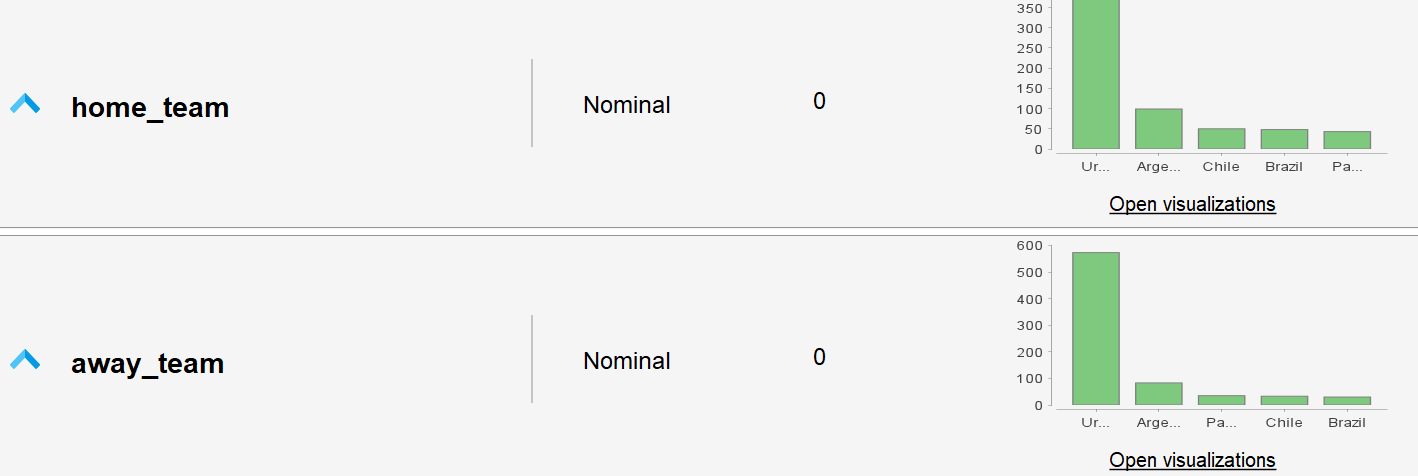 350
300
250
200
150
100
50
0
home_team Nominal 0
Ur... Arge... Chile Brazil Pa...
Open visualizations
600
500
400
300
200
100
0
away_team Nominal 0
Ur... Arge... Pa... Chile Brazil
Open visualizations